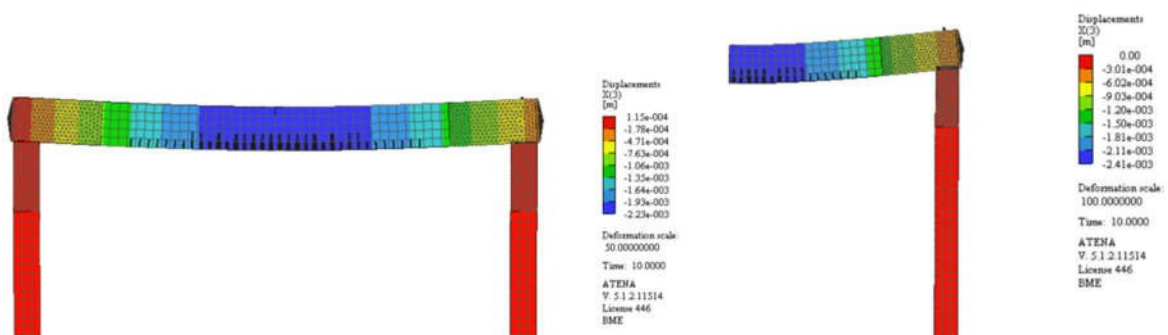 Displacements
X(3)
[m]
1.15e-004
-1.78e-004
-4.71e-004
-7.63e-004
-1.06e-003
-1.35e-003
-1.64e-003
-1.93e-003
-2.23e-003
Deformation scale:
50.00000000
Time: 10.0000
ATENA
V. 5.1.2.11514
License 446
BME
Displacements
X(3)
[m]
0.00
-3.01e-004
-6.02e-004
-9.03e-004
-1.20e-003
-1.50e-003
-1.81e-003
-2.11e-003
-2.41e-003
Deformation scale:
100.0000000
Time: 10.0000
ATENA
V. 5.1.2.11514
License 446
BME